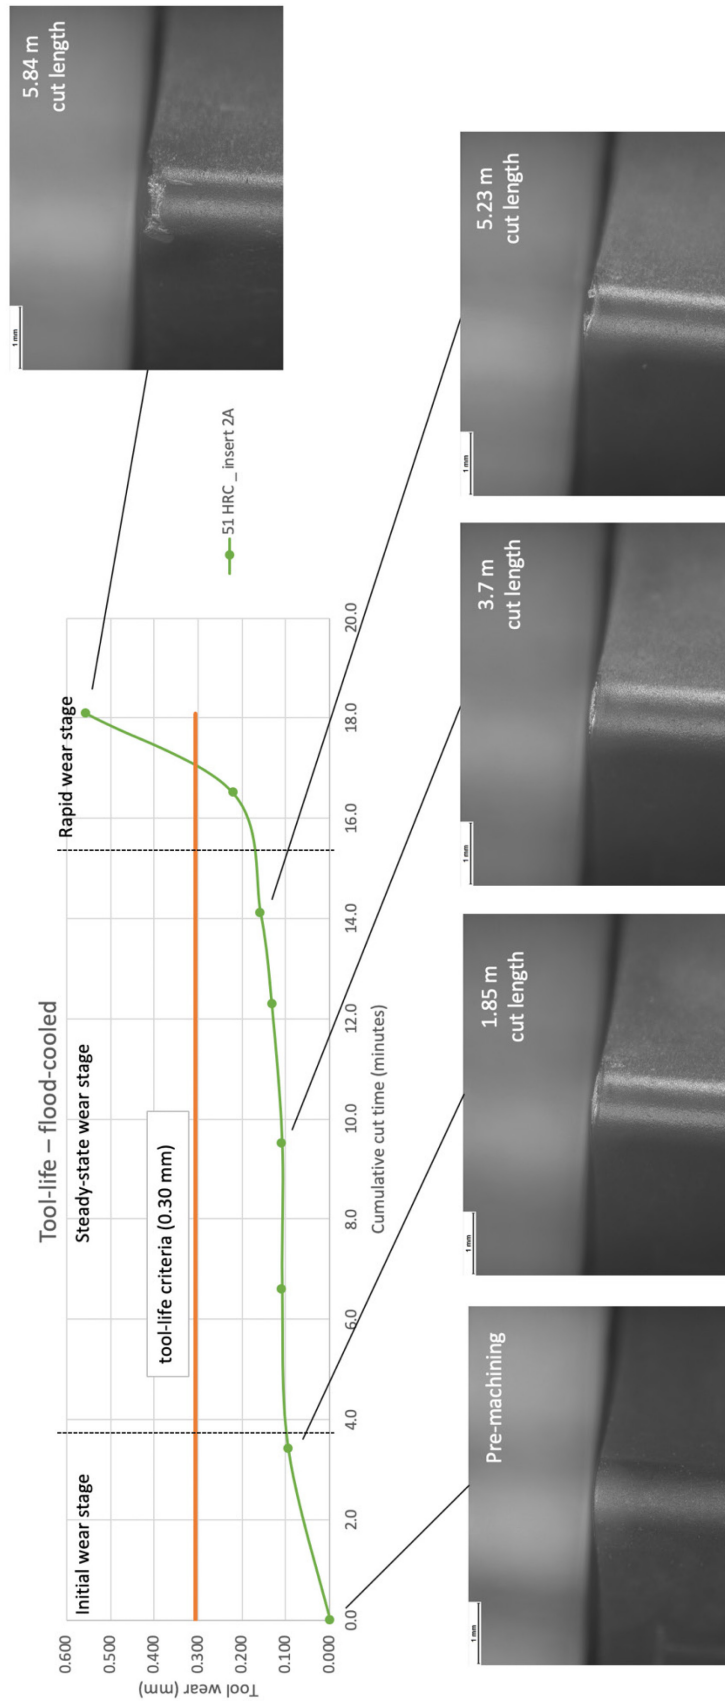 Tool-life – flood-cooled
Initial wear stage
Steady-state wear stage
Rapid wear stage
tool-life criteria (0.30 mm)
Tool wear (mm)
0.600
0.500
0.400
0.300
0.200
0.100
0.000
0.0
2.0
4.0
6.0
8.0
10.0
12.0
14.0
16.0
18.0
20.0
Cumulative cut time (minutes)
51 HRC _ insert 2A
1 mm
5.84 m
cut length
1 mm
Pre-machining
1 mm
1.85 m
cut length
1 mm
3.7 m
cut length
1 mm
5.23 m
cut length